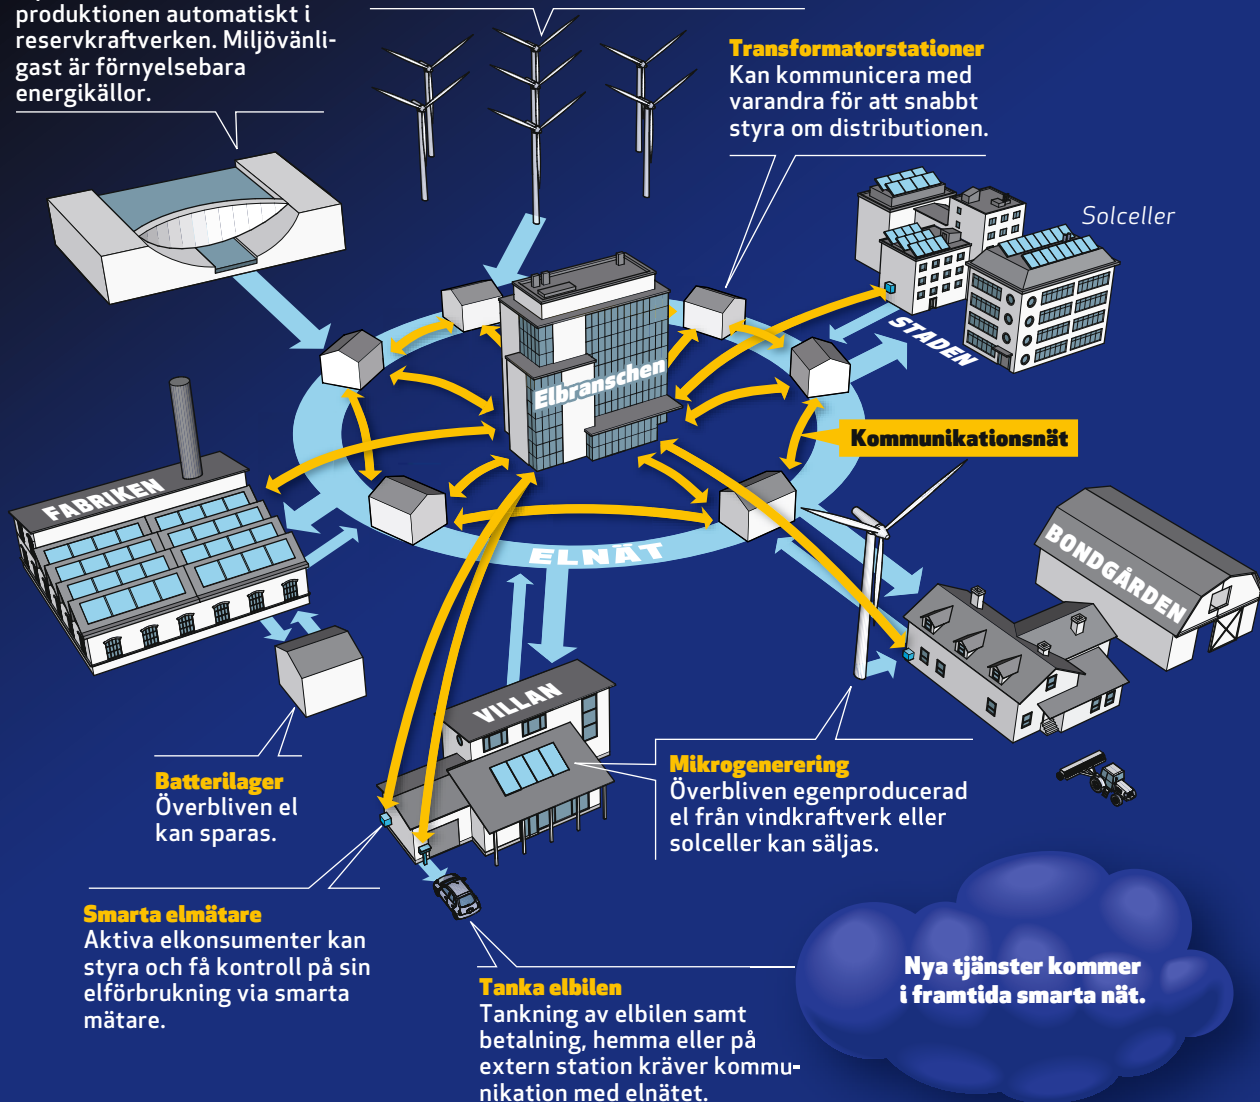 produktionen automatiskt i
reservkraftverken. Miljövänli-
gast är förnyelsebara
energikällor.
Transformatorstationer
Kan kommunicera med
varandra för att snabbt
styra om distributionen.
Solceller
STADEN
Elbranschen
Kommunikationsnät
FABRIKEN
ELNÄT
BONDGÅRDEN
VILLAN
Batterilager
Överbliven el
kan sparas.
Mikrogenerering
Överbliven egenproducerad
el från vindkraftverk eller
solceller kan säljas.
Smarta elmätare
Aktiva elkonsumenter kan
styra och få kontroll på sin
elförbrukning via smarta
mätare.
Tanka elbilen
Tankning av elbilen samt
betalning, hemma eller på
extern station kräver kommu-
nikation med elnätet.
Nya tjänster kommer
i framtida smarta nät.